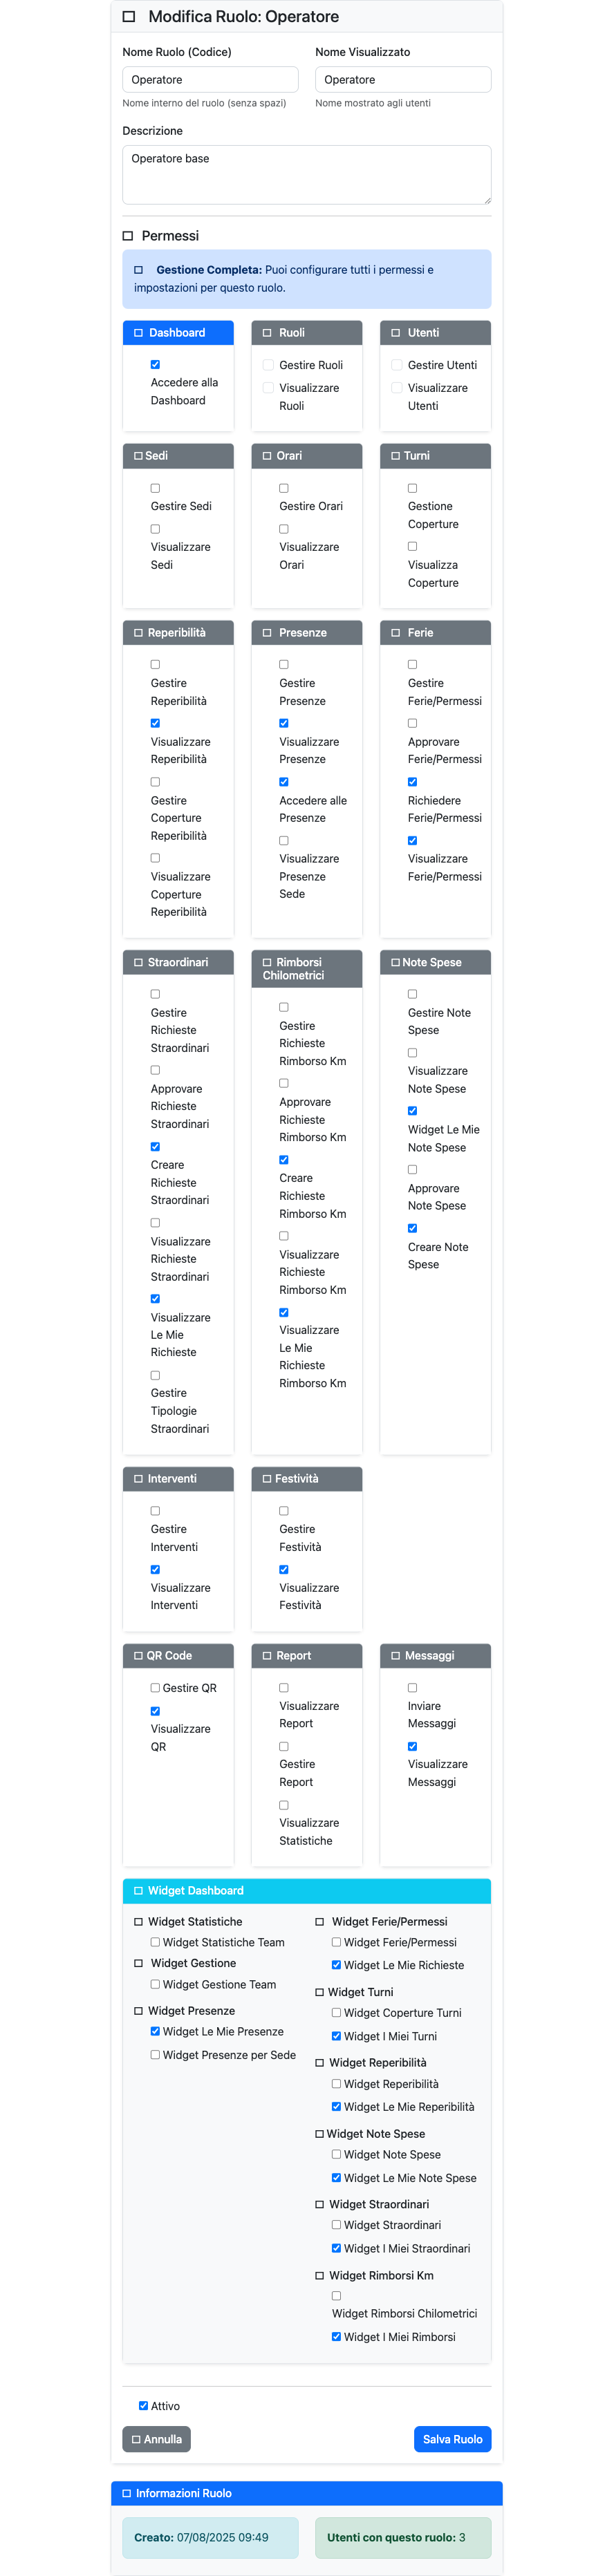 Modifica Ruolo: Operatore
Nome Ruolo (Codice)
Operatore
Nome interno del ruolo (senza spazi)
Nome Visualizzato
Operatore
Nome mostrato agli utenti
Descrizione
Operatore base
Permessi
Gestione Completa: Puoi configurare tutti i permessi e
impostazioni per questo ruolo.
Dashboard
Accedere alla
Dashboard
Ruoli
Gestire Ruoli
Visualizzare
Ruoli
Utenti
Gestire Utenti
Visualizzare
Utenti
Sedi
Gestire Sedi
Visualizzare
Sedi
Orari
Gestire Orari
Visualizzare
Orari
Turni
Gestione
Coperture
Visualizza
Coperture
Reperibilità
Gestire
Reperibilità
Visualizzare
Reperibilità
Gestire
Coperture
Reperibilità
Visualizzare
Coperture
Reperibilità
Presenze
Gestire
Presenze
Visualizzare
Presenze
Accedere alle
Presenze
Visualizzare
Presenze
Sede
Ferie
Gestire
Ferie/Permessi
Approvare
Ferie/Permessi
Richiedere
Ferie/Permessi
Visualizzare
Ferie/Permessi
Straordinari
Gestire
Richieste
Straordinari
Approvare
Richieste
Straordinari
Creare
Richieste
Straordinari
Visualizzare
Richieste
Straordinari
Visualizzare
Le Mie
Richieste
Gestire
Tipologie
Straordinari
Rimborsi
Chilometrici
Gestire
Richieste
Rimborso Km
Approvare
Richieste
Rimborso Km
Creare
Richieste
Rimborso Km
Visualizzare
Richieste
Rimborso Km
Visualizzare
Le Mie
Richieste
Rimborso Km
Note Spese
Gestire Note
Spese
Visualizzare
Note Spese
Widget Le Mie
Note Spese
Approvare
Note Spese
Creare Note
Spese
Interventi
Gestire
Interventi
Visualizzare
Interventi
Festività
Gestire
Festività
Visualizzare
Festività
QR Code
Gestire QR
Visualizzare
QR
Report
Visualizzare
Report
Gestire
Report
Visualizzare
Statistiche
Messaggi
Inviare
Messaggi
Visualizzare
Messaggi
Widget Dashboard
Widget Statistiche
Widget Statistiche Team
Widget Gestione
Widget Gestione Team
Widget Presenze
Widget Le Mie Presenze
Widget Presenze per Sede
Widget Ferie/Permessi
Widget Ferie/Permessi
Widget Le Mie Richieste
Widget Turni
Widget Coperture Turni
Widget I Miei Turni
Widget Reperibilità
Widget Reperibilità
Widget Le Mie Reperibilità
Widget Note Spese
Widget Note Spese
Widget Le Mie Note Spese
Widget Straordinari
Widget Straordinari
Widget I Miei Straordinari
Widget Rimborsi Km
Widget Rimborsi Chilometrici
Widget I Miei Rimborsi
Attivo
Annulla
Salva Ruolo
Informazioni Ruolo
Creato: 07/08/2025 09:49
Utenti con questo ruolo: 3